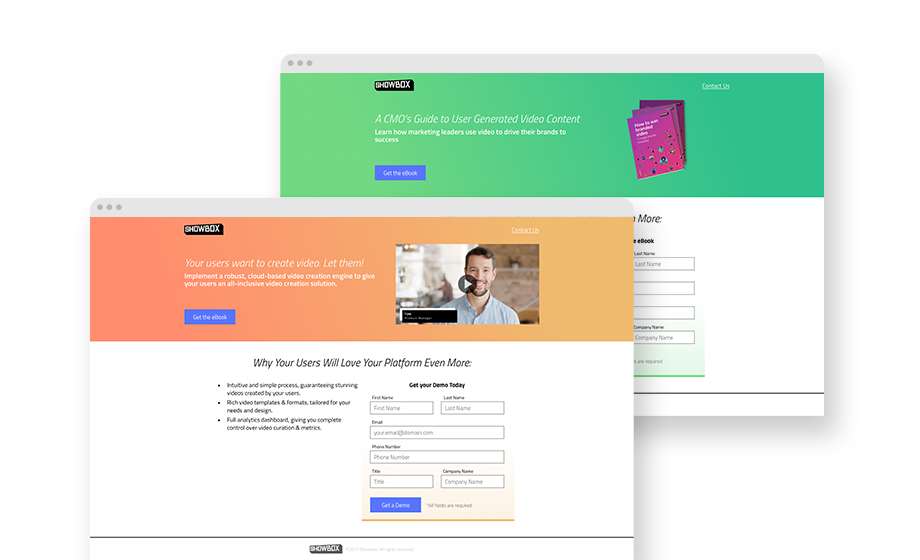 SHOWBOX
Contact Us
A CMO's Guide to User Generated Video Content
Learn how marketing leaders use video to drive their brands to
success
Get the eBook
How to win
branded
video
More:
e eBook
Last Name
Last Name
Company Name
Company Name
s are required
SHOWBOX
Contact Us
Your users want to create video. Let them!
Implement a robust, cloud-based video creation engine to give
your users an all-inclusive video creation solution.
Get the eBook
TOM
Product Manager
Why Your Users Will Love Your Platform Even More:
Intuitive and simple process, guaranteeing stunning
videos created by your users.
Rich video templates & formats, tailored for your
needs and design.
Full analytics dashboard, giving you complete
control over video curation & metrics.
Get your Demo Today
First Name Last Name
First Name Last Name
Email
your.email@domain.com
Phone Number
Phone Number
Title Company Name
Title Company Name
Get a Demo *All fields are required
SHOWBOX ©2017 Showbox. All rights reserved.